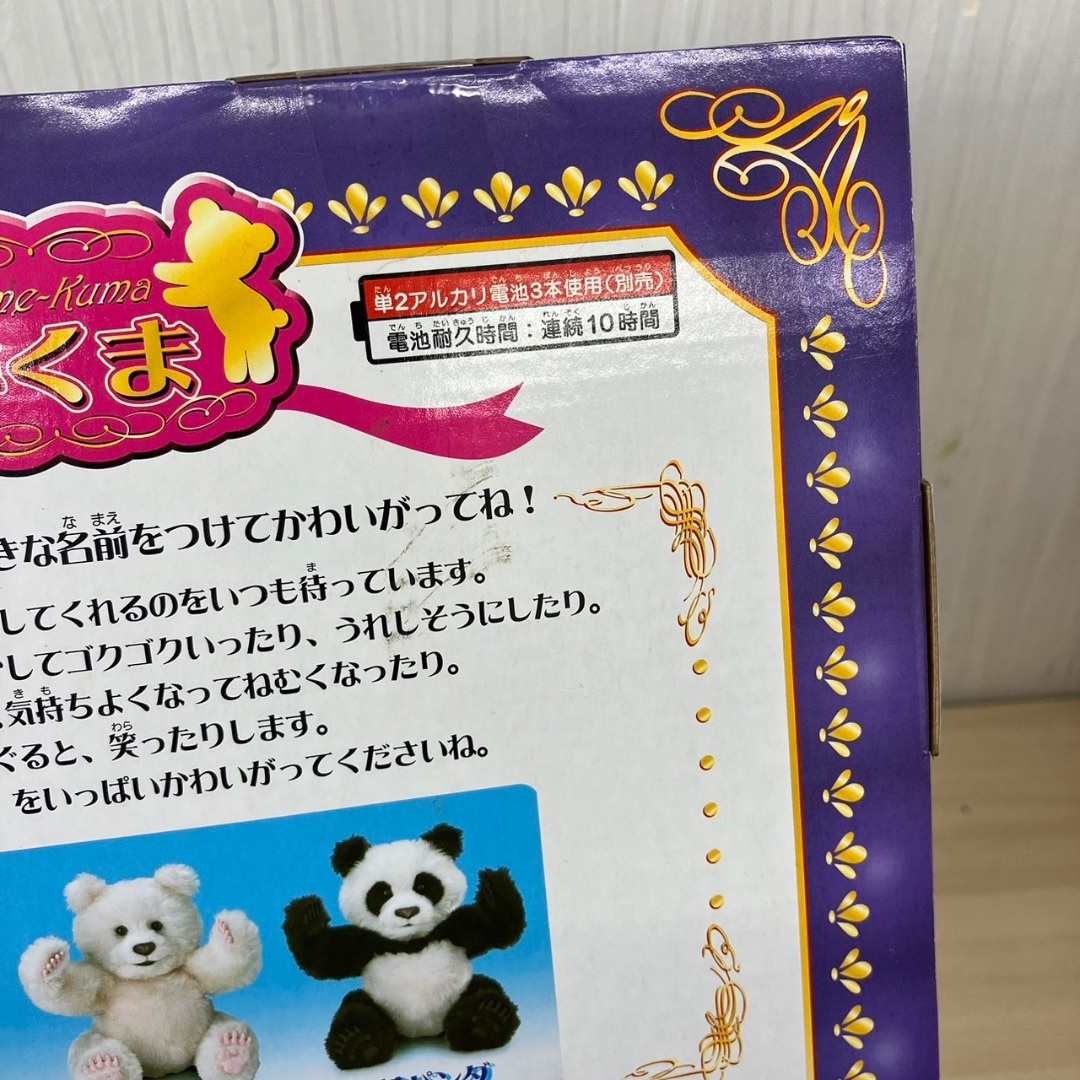 me-Kuma
くま
単2アルカリ電池3本使用(別売)
電池耐久時間:連続10時間
きな名前をつけてかわいがってね!
してくれるのをいつも待っています。
してゴクゴクいったり、うれしそうにしたり。
気持ちよくなってねむくなったり。
ぐると、笑ったりします。
をいっぱいかわいがってくださいね。
パンダ